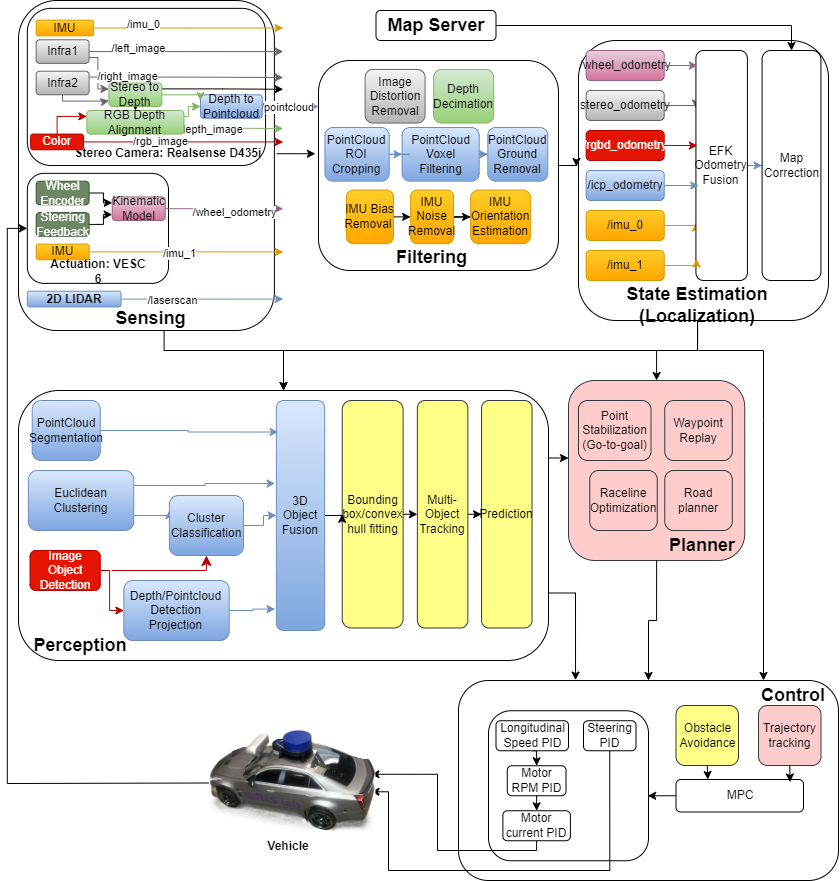 Map Server
IMU
/imu_0
Infra1
/left_image
Infra2
/right_image
Stereo to
Depth
Depth to
Pointcloud
pointcloud
RGB Depth
Alignment
epth_image
Color
/rgb_image
Stereo Camera: Realsense D435i
Wheel
Encoder
Kinematic
Model
Steering
Feedback
/wheel_odometry
IMU
/imu_1
Actuation: VESC
6
2D LIDAR
/laserscan
Sensing
Image
Distortion
Removal
Depth
Decimation
PointCloud
ROI
Cropping
PointCloud
Voxel
Filtering
PointCloud
Ground
Removal
IMU Bias
Removal
IMU
Noise
Removal
IMU
Orientation
Estimation
Filtering
/wheel_odometry
stereo_odometry
/rgbd_odometry
/icp_odometry
/imu_0
/imu_1
EFK
Odometry
Fusion
Map
Correction
State Estimation
(Localization)
PointCloud
Segmentation
Euclidean
Clustering
Cluster
Classification
Image
Object
Detection
Depth/Pointcloud
Detection
Projection
3D
Object
Fusion
Bounding
box/convex
hull fitting
Multi-
Object
Tracking
Prediction
Perception
Point
Stabilization
(Go-to-goal)
Waypoint
Replay
Raceline
Optimization
Road
planner
Planner
Control
Longitudinal
Speed PID
Steering
PID
Motor
RPM PID
Motor
current PID
Obstacle
Avoidance
Trajectory
tracking
MPC
Vehicle